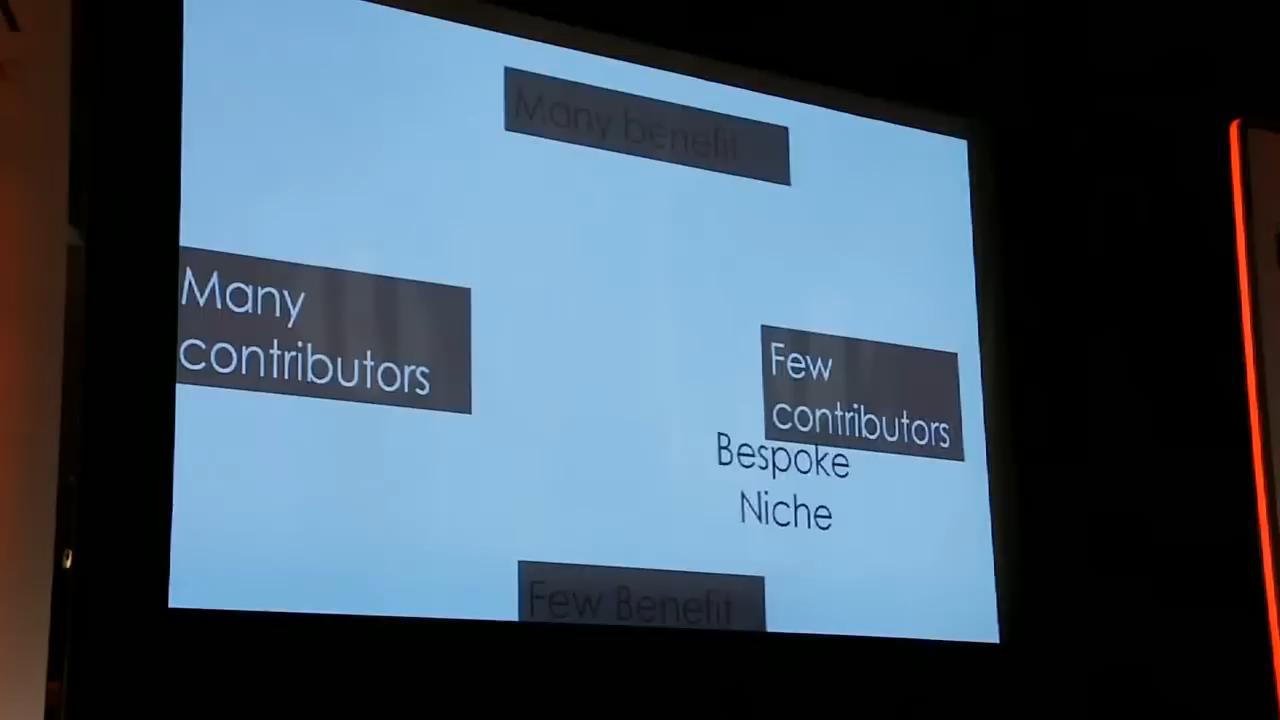 Many benefit
Many
contributors
Few
contributors
Bespoke
Niche
Few Benefit